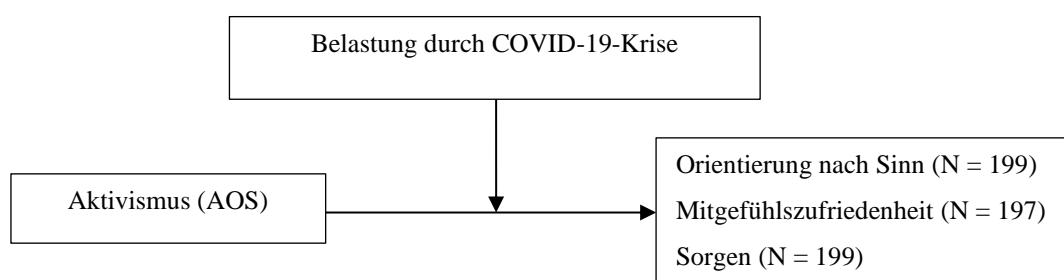 Belastung durch COVID-19-Krise
Aktivismus (AOS)
Orientierung nach Sinn (N = 199)
Mitgefühlszufriedenheit (N = 197)
Sorgen (N = 199)